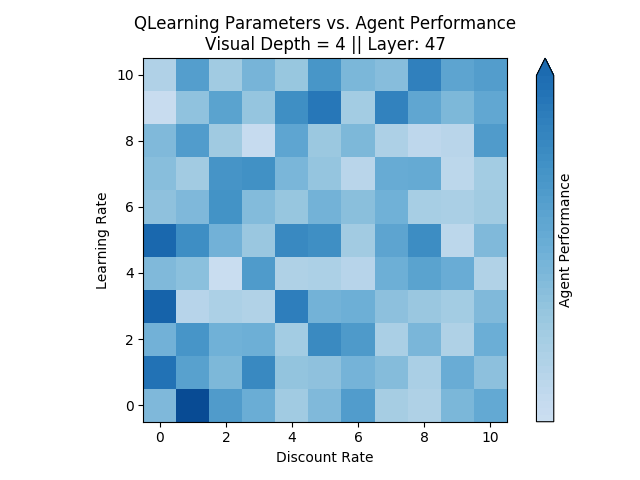 QLearning Parameters vs. Agent Performance
Visual Depth = 4 || Layer: 47
10
8
6
4
2
0
Learning Rate
0 2 4 6 8 10
Discount Rate
Agent Performance